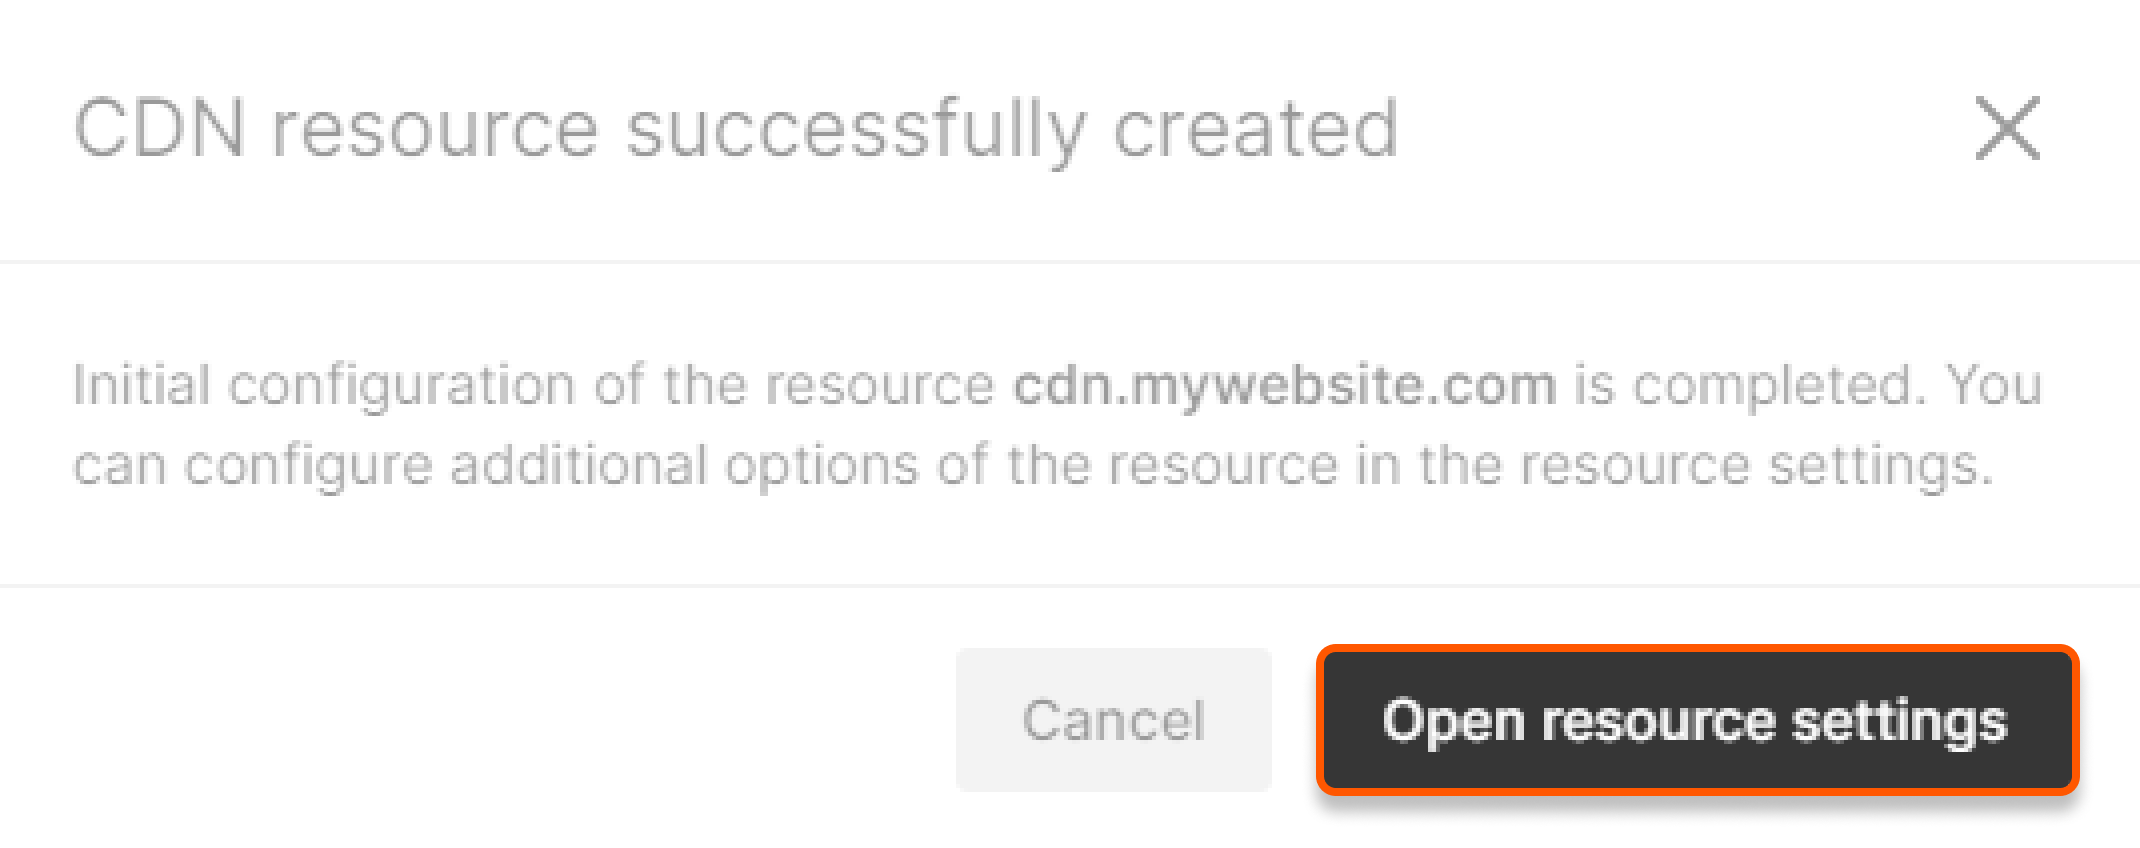 CDN resource successfully created
Initial configuration of the resource cdn.mywebsite.com is completed. You
can configure additional options of the resource in the resource settings.
Cancel
Open resource settings